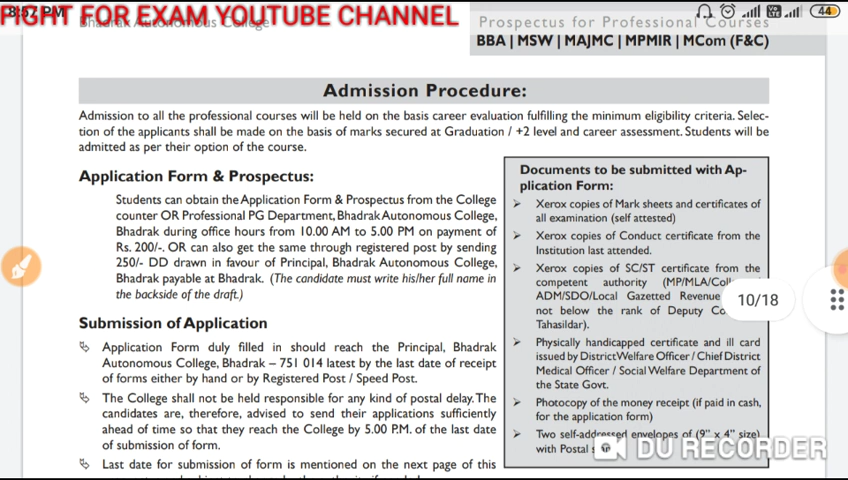 FIGHT FOR EXAM YOUTUBE CHANNEL
8:57 PM
44
Bhadrak Autonomous College
Prospectus for Professional Courses
BBA | MSW | MAJMC | MPMIR | MCom (F&C)
Admission Procedure:
Admission to all the professional courses will be held on the basis career evaluation fulfilling the minimum eligibility criteria. Selec-
tion of the applicants shall be made on the basis of marks secured at Graduation / +2 level and career assessment. Students will be
admitted as per their option of the course.
Application Form & Prospectus:
Students can obtain the Application Form & Prospectus from the College
counter OR Professional PG Department, Bhadrak Autonomous College,
Bhadrak during office hours from 10.00 AM to 5.00 PM on payment of
Rs. 200/-. OR can also get the same through registered post by sending
250/- DD drawn in favour of Principal, Bhadrak Autonomous College,
Bhadrak payable at Bhadrak. (The candidate must write his/her full name in
the backside of the draft.)
Submission of Application
Application Form duly filled in should reach the Principal, Bhadrak
Autonomous College, Bhadrak – 751 014 latest by the last date of receipt
of forms either by hand or by Registered Post / Speed Post.
The College shall not be held responsible for any kind of postal delay. The
candidates are, therefore, advised to send their applications sufficiently
ahead of time so that they reach the College by 5.00 P.M. of the last date
of submission of form.
Last date for submission of form is mentioned on the next page of this
Documents to be submitted with Ap-
plication Form:
Xerox copies of Mark sheets and certificates of
all examination (self attested)
Xerox copies of Conduct certificate from the
Institution last attended.
Xerox copies of SC/ST certificate from the
competent authority (MP/MLA/Coll
ADM/SDO/Local Gazetted Revenue
not below the rank of Deputy Co
Tahasildar).
Physically handicapped certificate and ill card
issued by District Welfare Officer / Chief District
Medical Officer / Social Welfare Department of
the State Govt.
Photocopy of the money receipt (if paid in cash,
for the application form)
Two self-addressed envelopes of (9" x 4" size)
with Postal
10/18
DU RECORDER